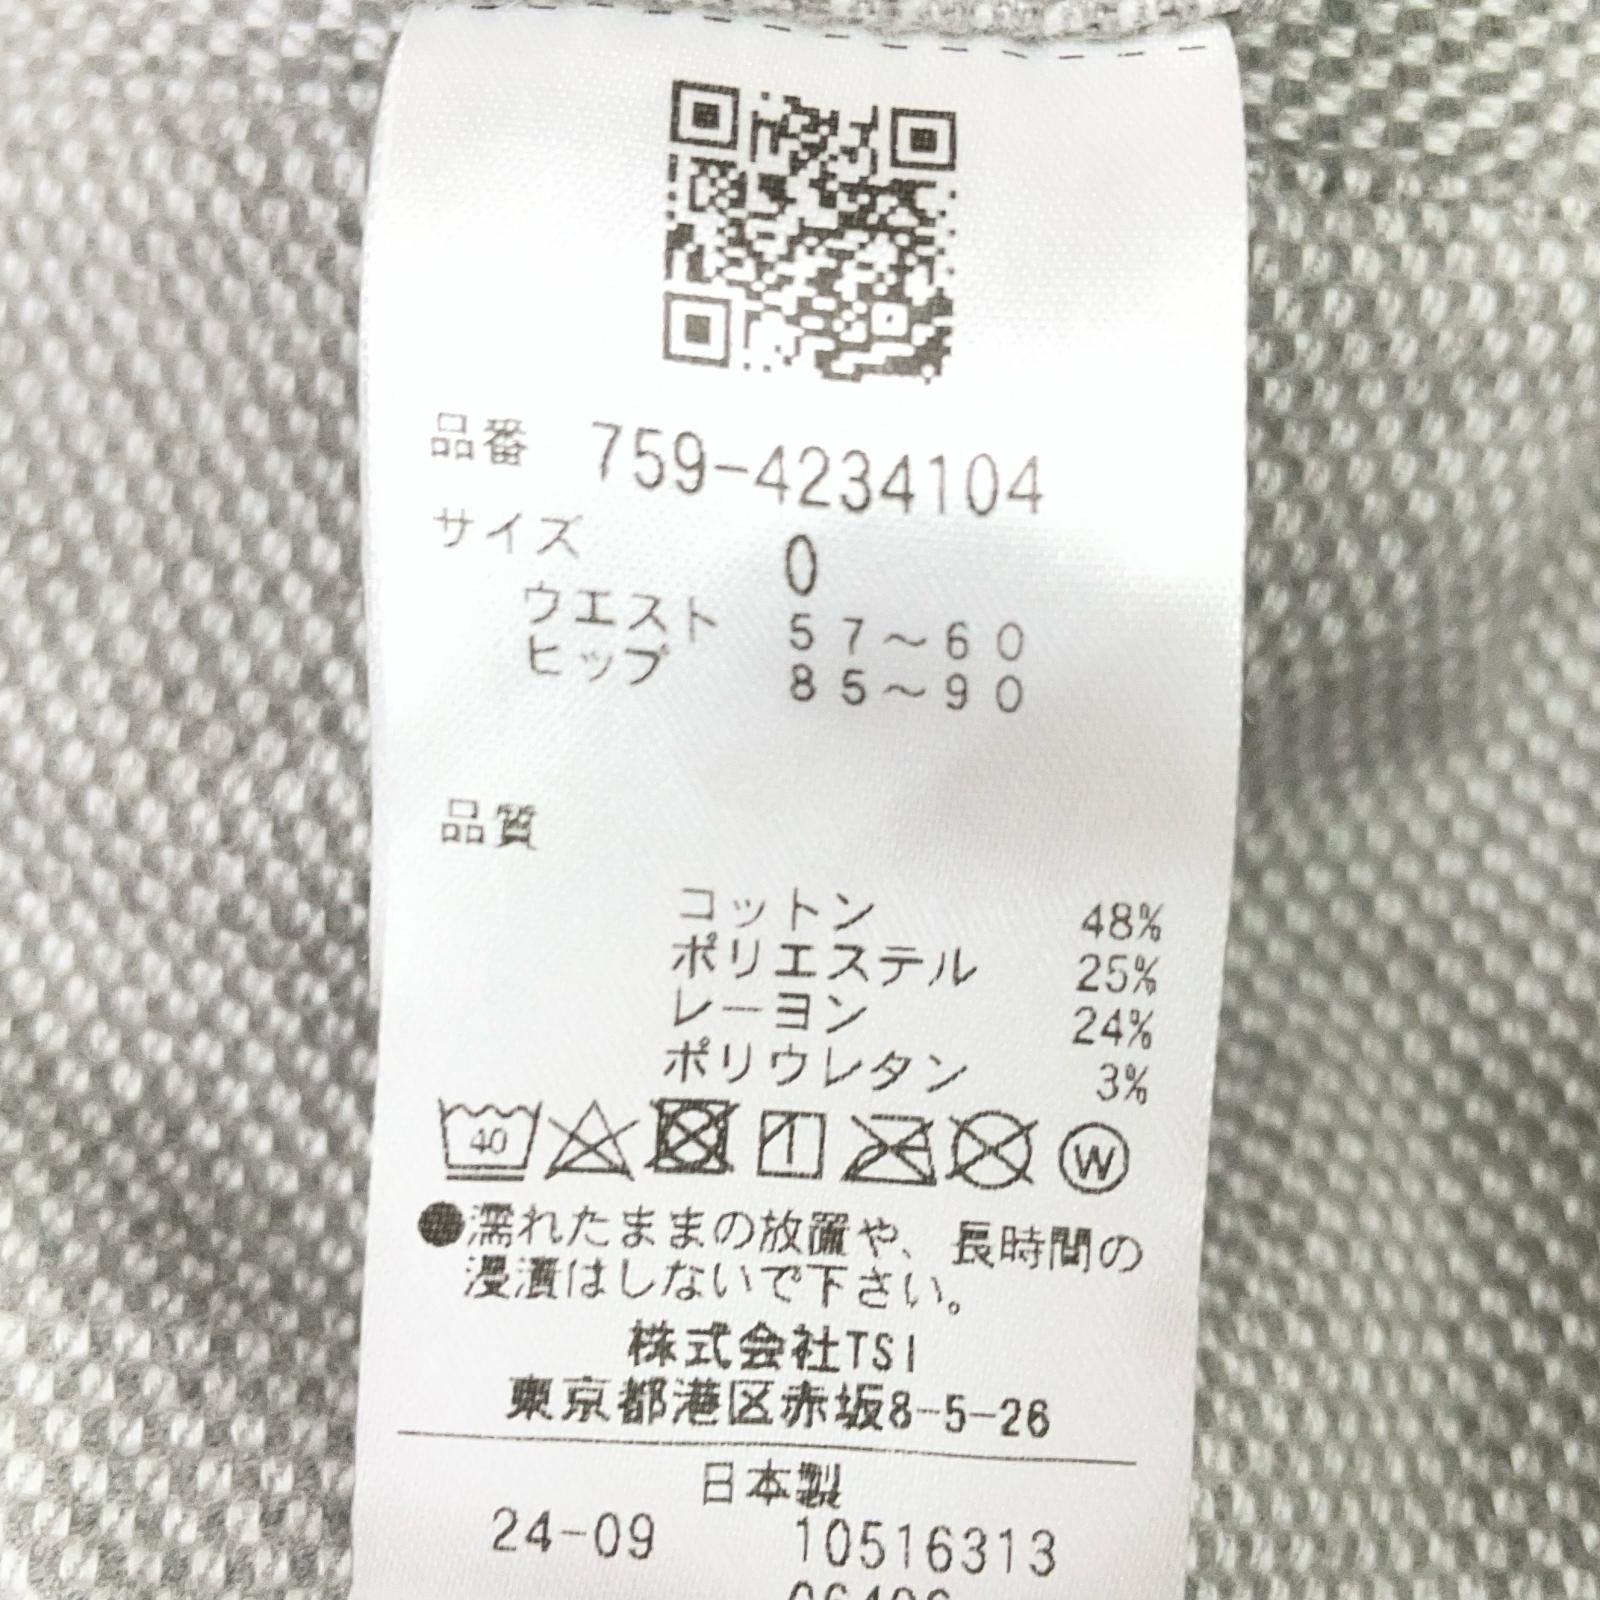 品番 759-4234104
サイズ 0
ウエスト 57～60
ヒップ 85～90
品質
コットン 48%
ポリエステル 25%
レーヨン 24%
ポリウレタン 3%
40 W
●濡れたままの放置や、長時間の
浸漬はしないで下さい。
株式会社TSI
東京都港区赤坂8-5-26
日本製
24-09 10516313